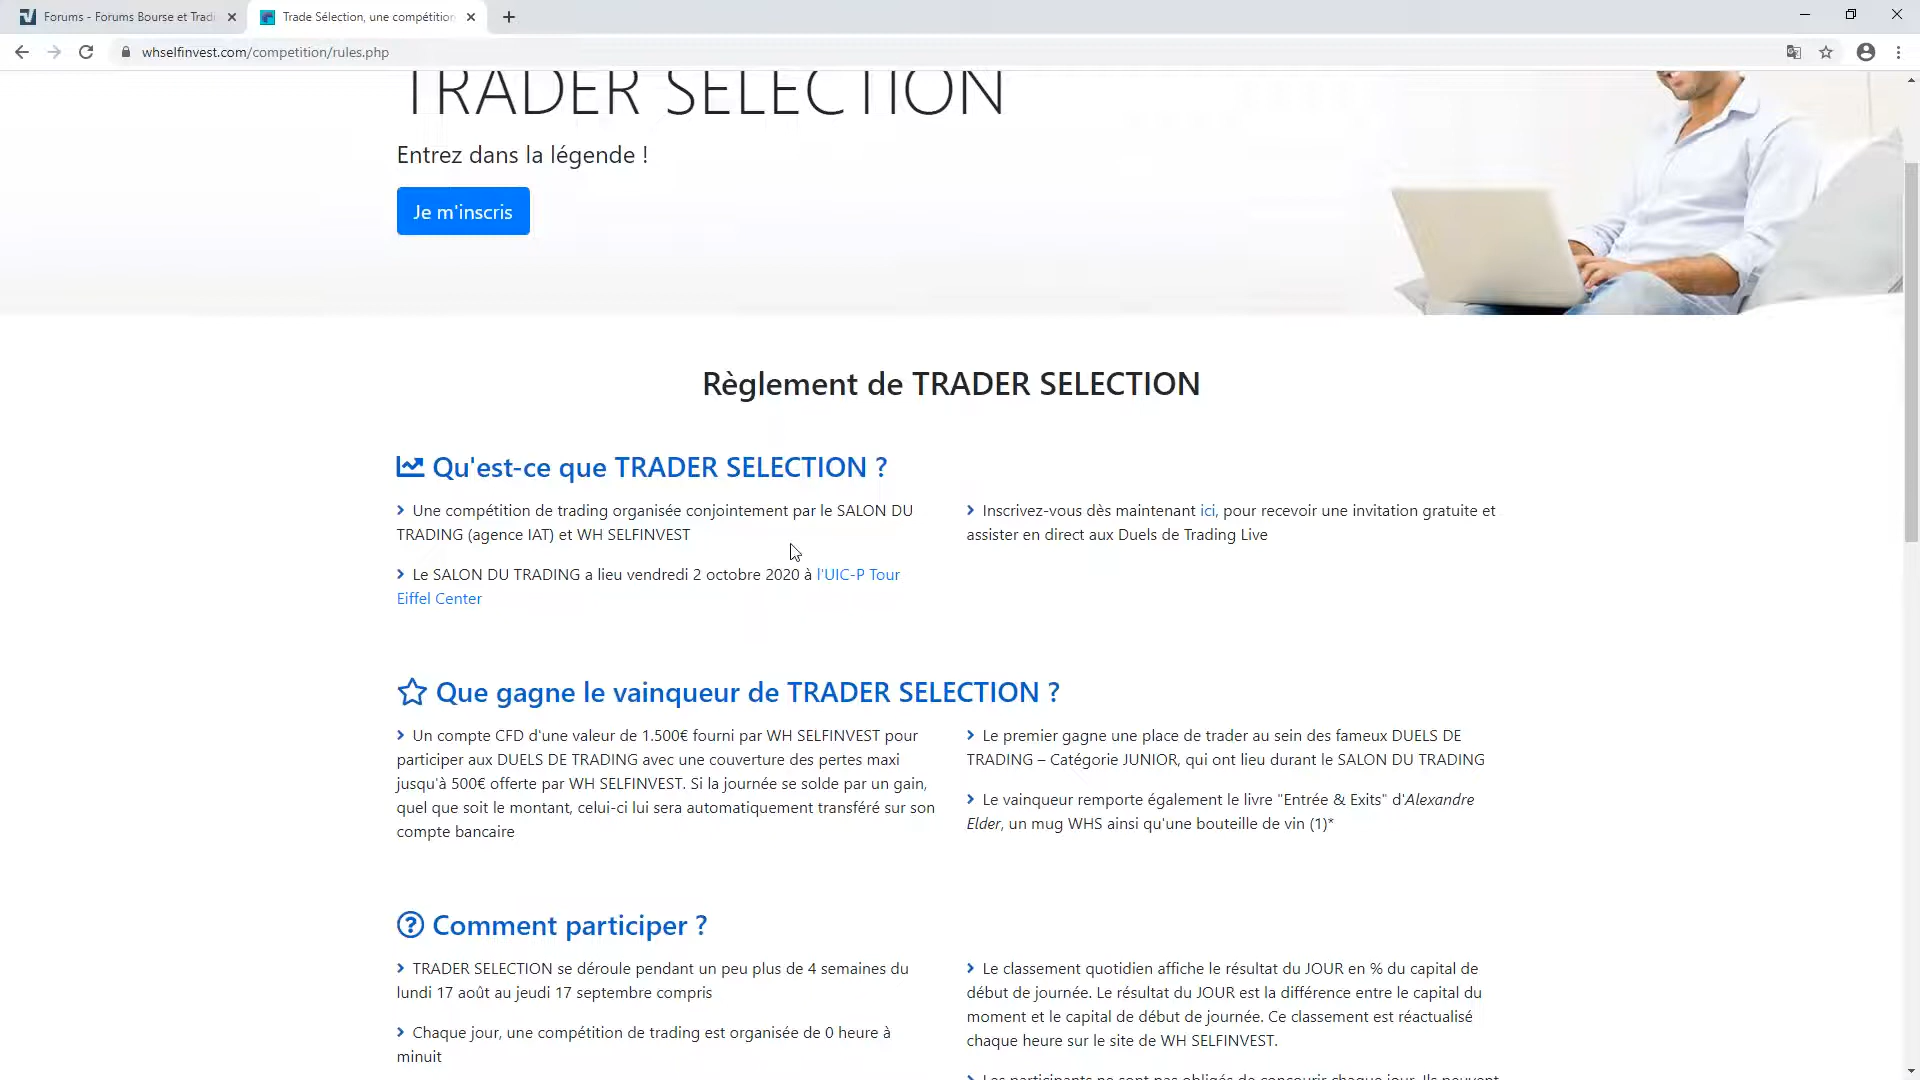 Forums - Forums Bourse et Tradi
Trade Sélection, une compétition
whselfinvest.com/competition/rules.php
TRADER SELECTION
Entrez dans la légende !
Je m'inscris
Règlement de TRADER SELECTION
Qu'est-ce que TRADER SELECTION ?
Une compétition de trading organisée conjointement par le SALON DU
TRADING (agence IAT) et WH SELFINVEST
Le SALON DU TRADING a lieu vendredi 2 octobre 2020 à l'UIC-P Tour
Eiffel Center
Inscrivez-vous dès maintenant ici, pour recevoir une invitation gratuite et
assister en direct aux Duels de Trading Live
Que gagne le vainqueur de TRADER SELECTION ?
Un compte CFD d'une valeur de 1.500€ fourni par WH SELFINVEST pour
participer aux DUELS DE TRADING avec une couverture des pertes maxi
jusqu'à 500€ offerte par WH SELFINVEST. Si la journée se solde par un gain,
quel que soit le montant, celui-ci lui sera automatiquement transféré sur son
compte bancaire
Le premier gagne une place de trader au sein des fameux DUELS DE
TRADING – Catégorie JUNIOR, qui ont lieu durant le SALON DU TRADING
Le vainqueur remporte également le livre "Entrée & Exits" d'Alexandre
Elder, un mug WHS ainsi qu'une bouteille de vin (1)*
Comment participer ?
TRADER SELECTION se déroule pendant un peu plus de 4 semaines du
lundi 17 août au jeudi 17 septembre compris
Chaque jour, une compétition de trading est organisée de 0 heure à
minuit
Le classement quotidien affiche le résultat du JOUR en % du capital de
début de journée. Le résultat du JOUR est la différence entre le capital du
moment et le capital de début de journée. Ce classement est réactualisé
chaque heure sur le site de WH SELFINVEST.
Les participants ne sont pas obligés de concourir chaque jour. Ils peuvent